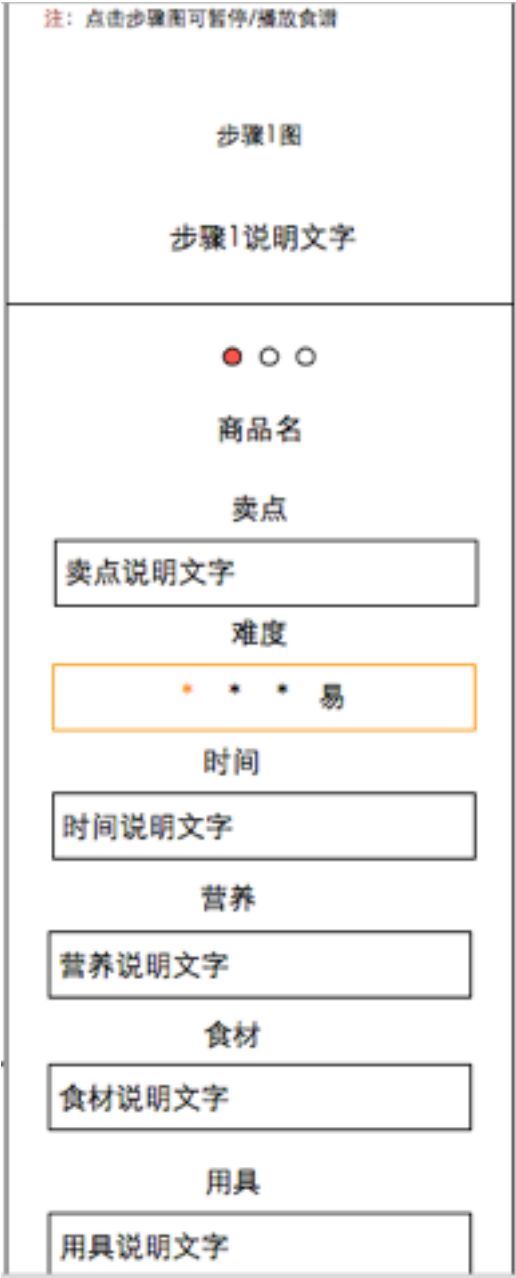 注：点击步骤图可暂停/播放食谱
步骤1图
步骤1说明文字
商品名
卖点
卖点说明文字
难度
* * * 易
时间
时间说明文字
营养
营养说明文字
食材
食材说明文字
用具
用具说明文字